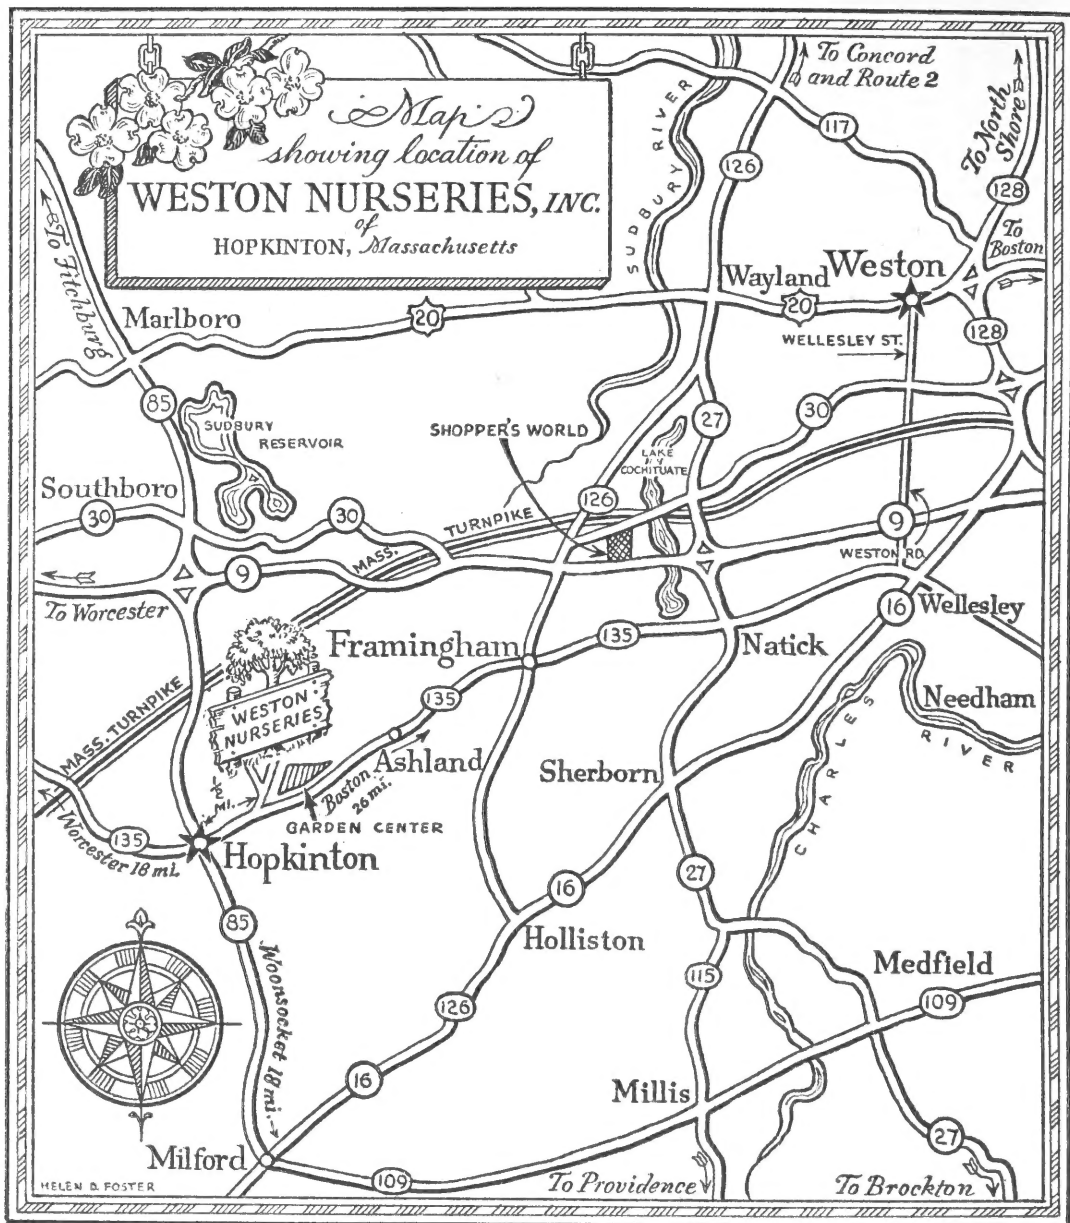 Map
showing location of
WESTON NURSERIES, INC.
of
HOPKINTON, Massachusetts
To Concord
and Route 2
To North
Shore
117
126
128
SUDBURY RIVER
To
Boston
To Fitchburg
Wayland
Weston
20
20
Marlboro
128
WELLESLEY ST.
85
SUDBURY
RESERVOIR
SHOPPER'S WORLD
27
30
LAKE
COCHITUATE
Southboro
30
30
126
MASS. TURNPIKE
9
WESTON RD.
9
To Worcester
16
Wellesley
Framingham
135
Natick
WESTON
NURSERIES
135
Needham
MASS. TURNPIKE
CHARLES RIVER
Ashland
Sherborn
1/2
MI.
Boston
26 mi.
GARDEN CENTER
135
Worcester 18 mi.
Hopkinton
27
16
85
Holliston
Woonsocket 18 mi.
115
Medfield
109
126
16
Millis
27
Milford
109
To Providence
To Brockton
HELEN D. FOSTER